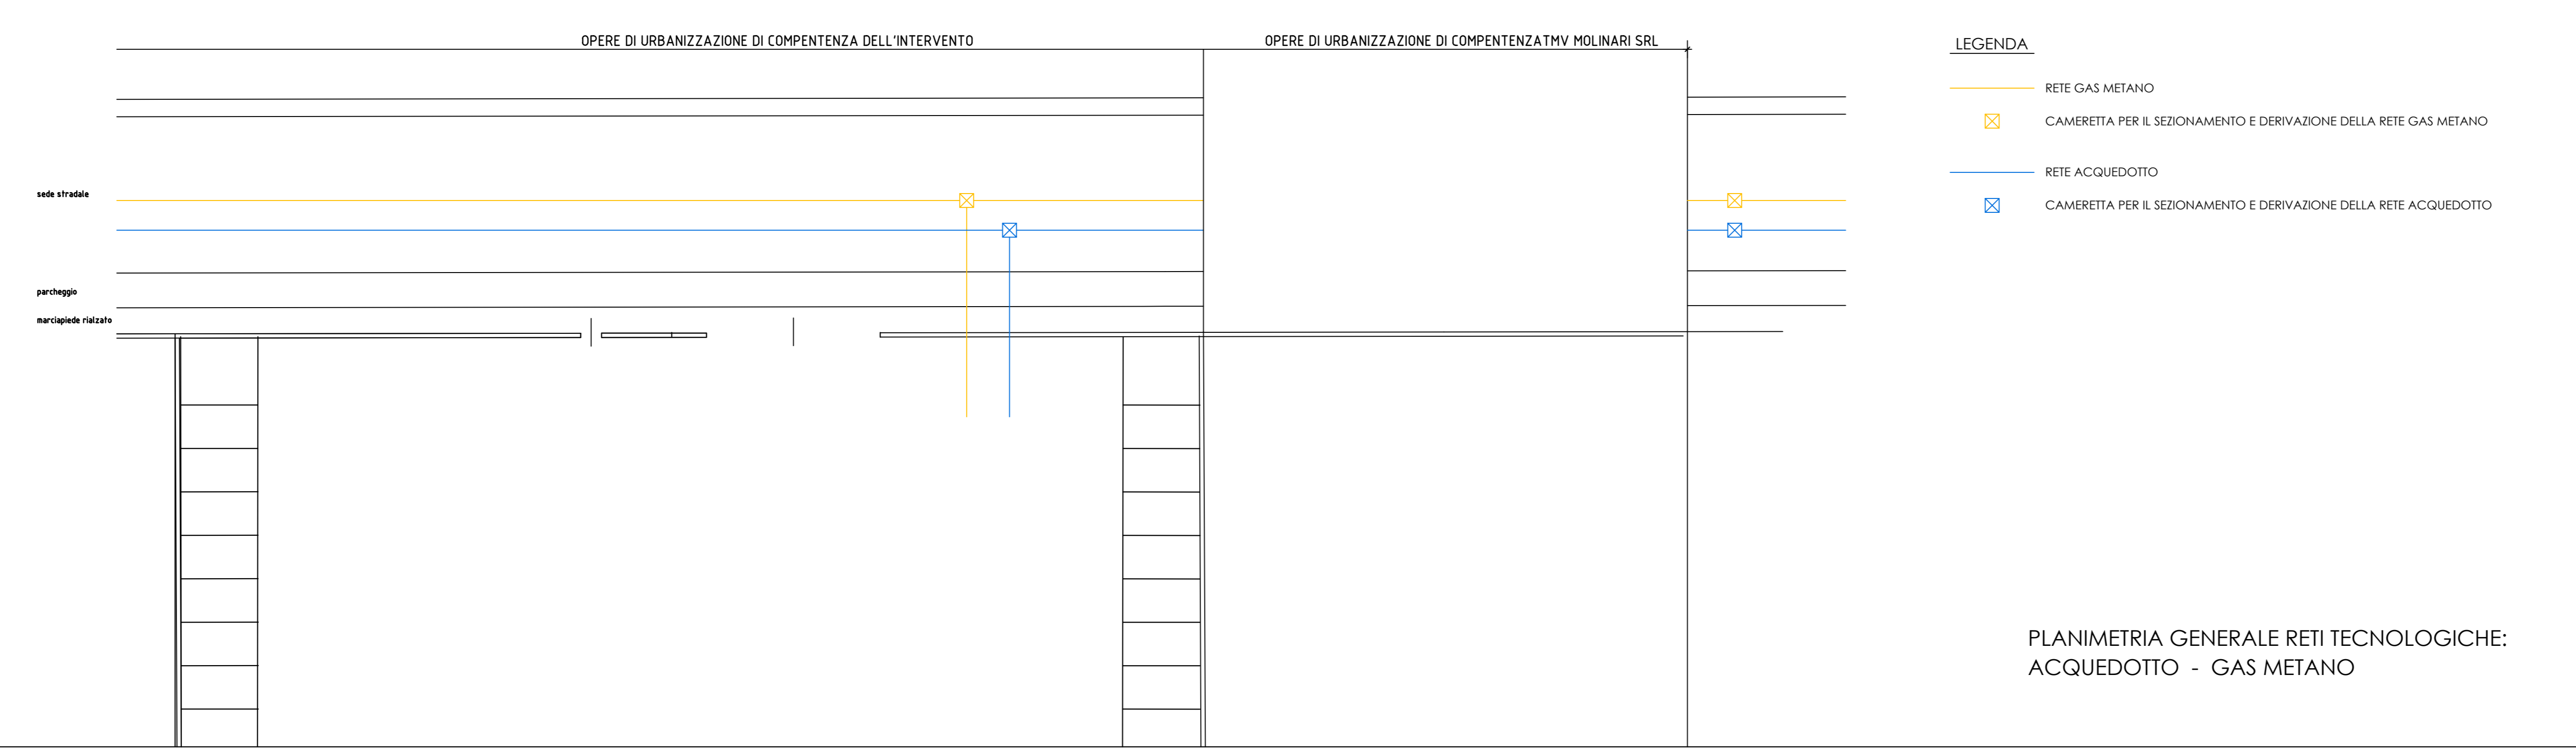 OPERE DI URBANIZZAZIONE DI COMPENTENZA DELL'INTERVENTO
OPERE DI URBANIZZAZIONE DI COMPENTENZATMV MOLINARI SRL
LEGENDA
RETE GAS METANO
CAMERETTA PER IL SEZIONAMENTO E DERIVAZIONE DELLA RETE GAS METANO
RETE ACQUEDOTTO
CAMERETTA PER IL SEZIONAMENTO E DERIVAZIONE DELLA RETE ACQUEDOTTO
sede stradale
parcheggio
marciapiede rialzato
PLANIMETRIA GENERALE RETI TECNOLOGICHE:
ACQUEDOTTO - GAS METANO